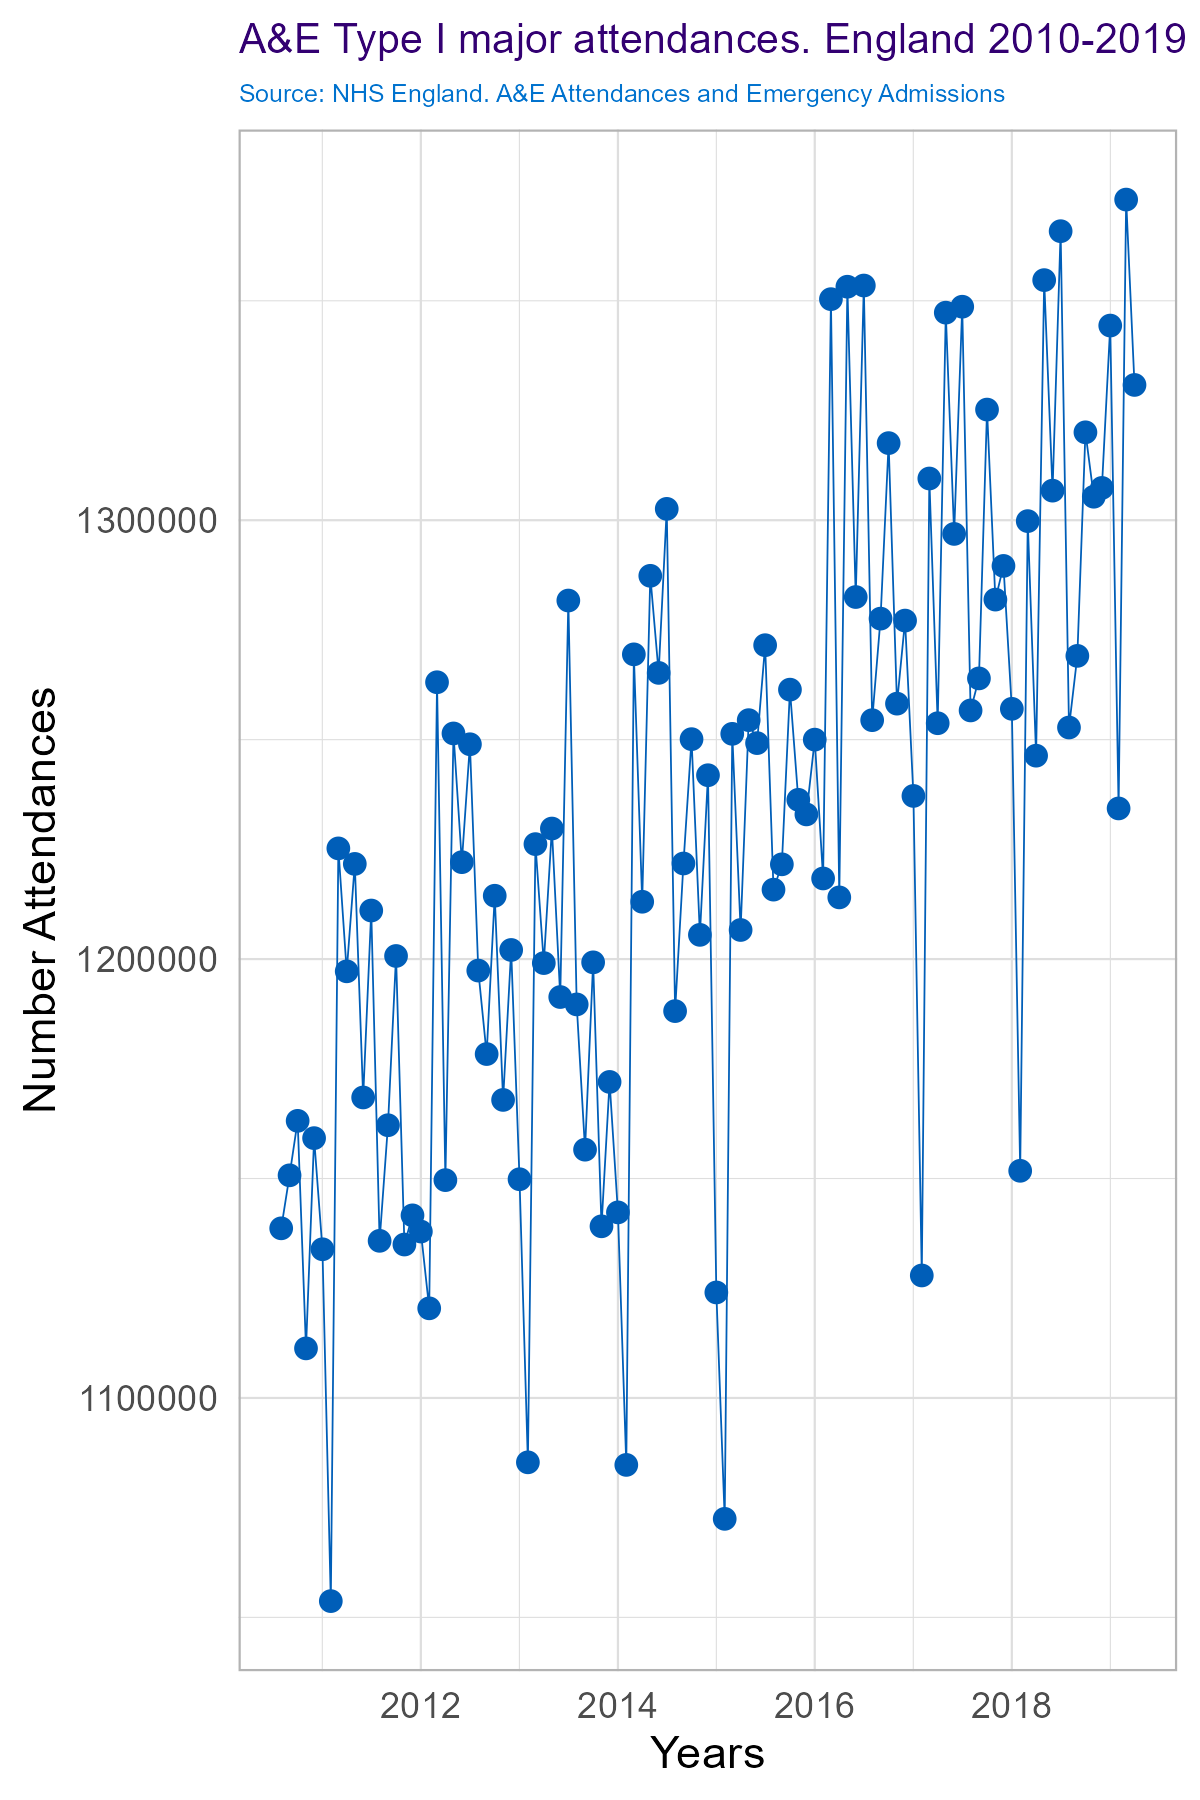 A&E Type I major attendances. England 2010-2019
Source: NHS England. A&E Attendances and Emergency Admissions
Number Attendances
1300000
1200000
1100000
2012 2014 2016 2018
Years